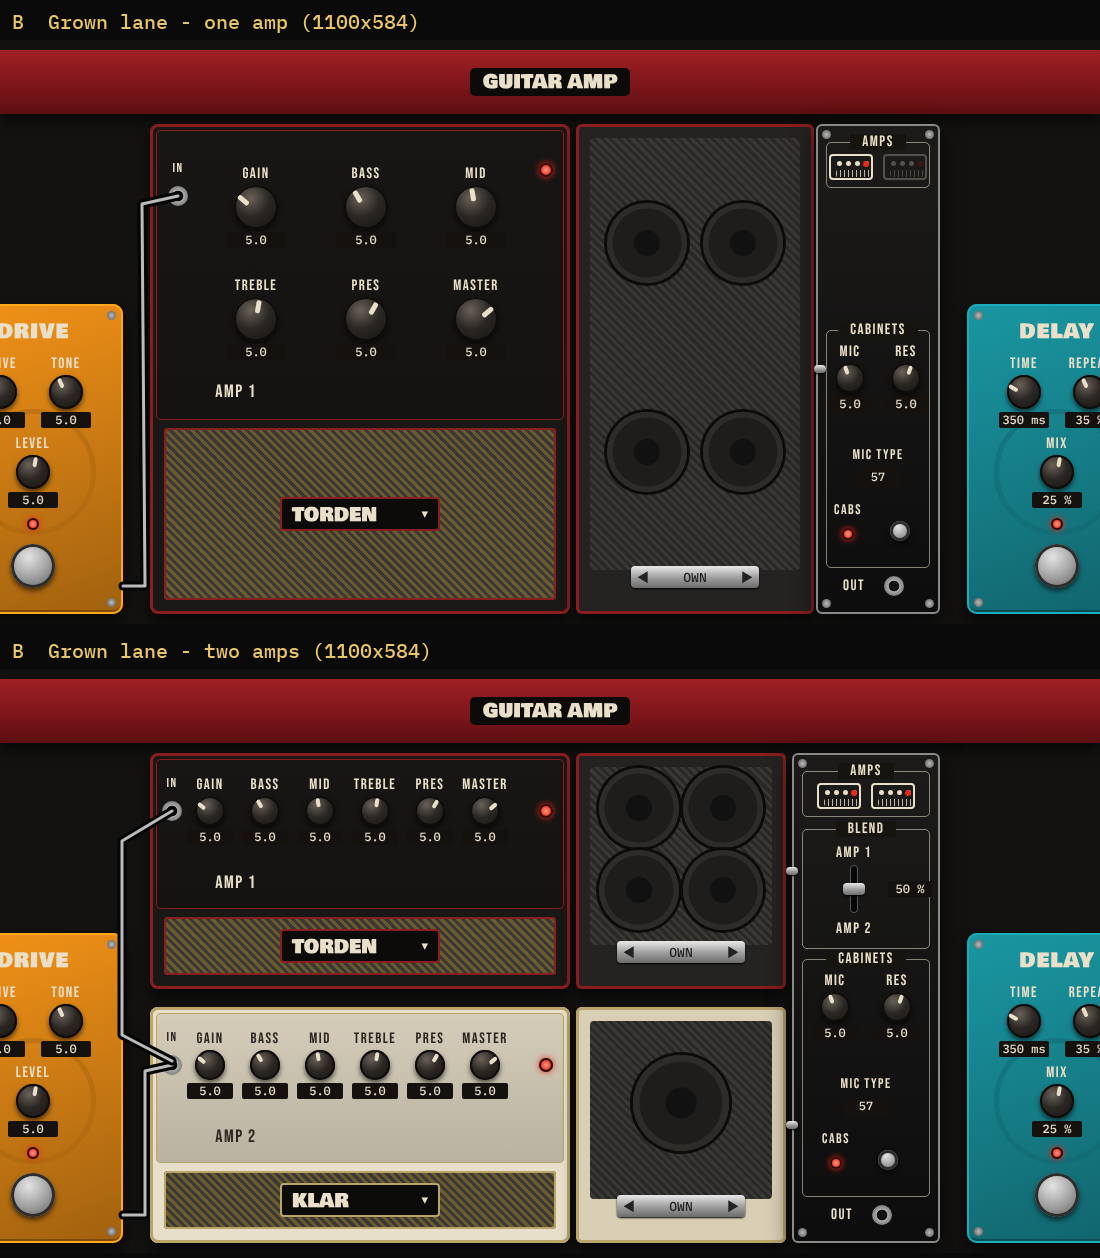 B Grown lane - one amp (1100x584)
GUITAR AMP
IN
GAIN BASS MID
5.0 5.0 5.0
TREBLE PRES MASTER
5.0 5.0 5.0
AMP 1
TORDEN
OWN
AMPS
CABINETS
MIC RES
5.0 5.0
MIC TYPE
57
CABS
OUT
DRIVE
TONE
5.0
LEVEL
5.0
DELAY
TIME
350 ms 35 %
MIX
25 %
B Grown lane - two amps (1100x584)
GUITAR AMP
IN GAIN BASS MID TREBLE PRES MASTER
5.0 5.0 5.0 5.0 5.0 5.0
AMP 1
TORDEN
OWN
IN GAIN BASS MID TREBLE PRES MASTER
5.0 5.0 5.0 5.0 5.0 5.0
AMP 2
KLAR
OWN
AMPS
BLEND
AMP 1
50 %
AMP 2
CABINETS
MIC RES
5.0 5.0
MIC TYPE
57
CABS
OUT
DRIVE
TONE
5.0
LEVEL
5.0
DELAY
TIME
350 ms 35 %
MIX
25 %